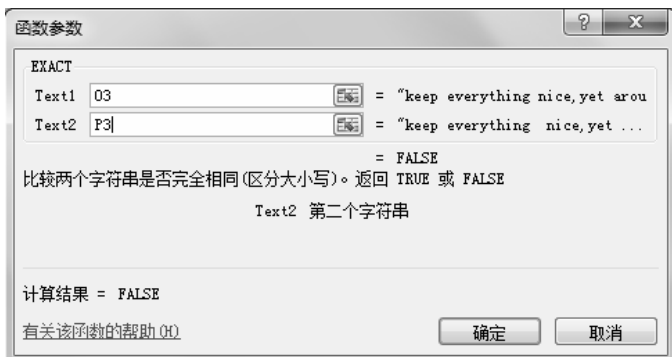 函数参数
EXACT
Text1 O3 = "keep everything nice,yet arou
Text2 P3 = "keep everything  nice,yet ...
= FALSE
比较两个字符串是否完全相同(区分大小写)。返回 TRUE 或 FALSE
Text2 第二个字符串
计算结果 = FALSE
有关该函数的帮助(H)
确定 取消